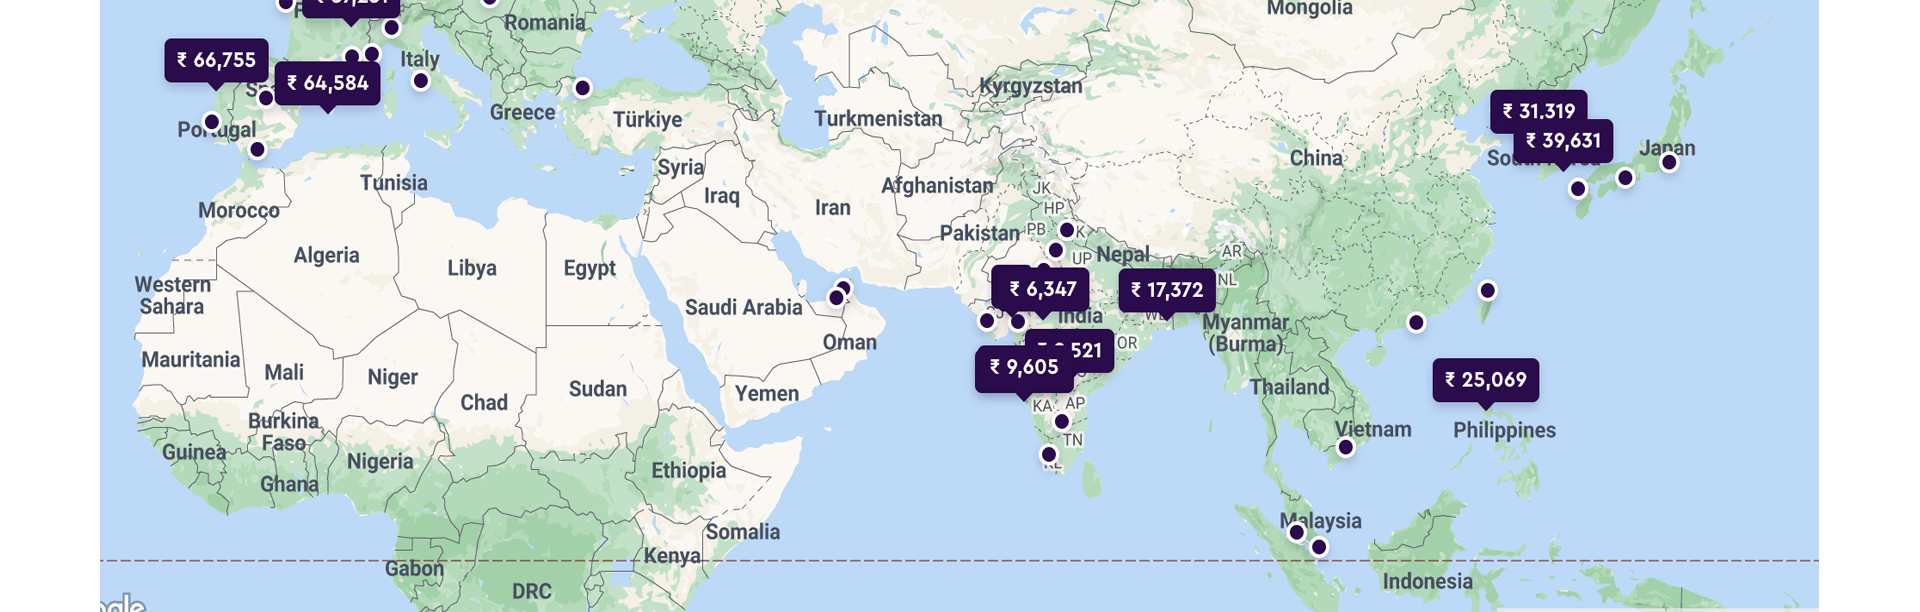 Mongolia
Romania
₹ 66,755
Italy
₹ 64,584
Kyrgyzstan
Greece
Türkiye
Turkmenistan
₹ 31,319
₹ 39,631
Portugal
China
Japan
Syria
Tunisia
Iraq
Afghanistan
JK
Morocco
Iran
HP
Pakistan
PB
Algeria
Libya
Egypt
UP
Nepal
AR
Western
Sahara
Saudi Arabia
₹ 6,347
₹ 17,372
NL
India
Myanmar
(Burma)
Oman
OR
Mauritania
Mali
Niger
Chad
Sudan
Yemen
₹ 9,605
521
Thailand
₹ 25,069
KA
AP
Burkina
Faso
Vietnam
Philippines
TN
Guinea
Nigeria
Ethiopia
Ghana
Somalia
Malaysia
Kenya
Gabon
DRC
Indonesia